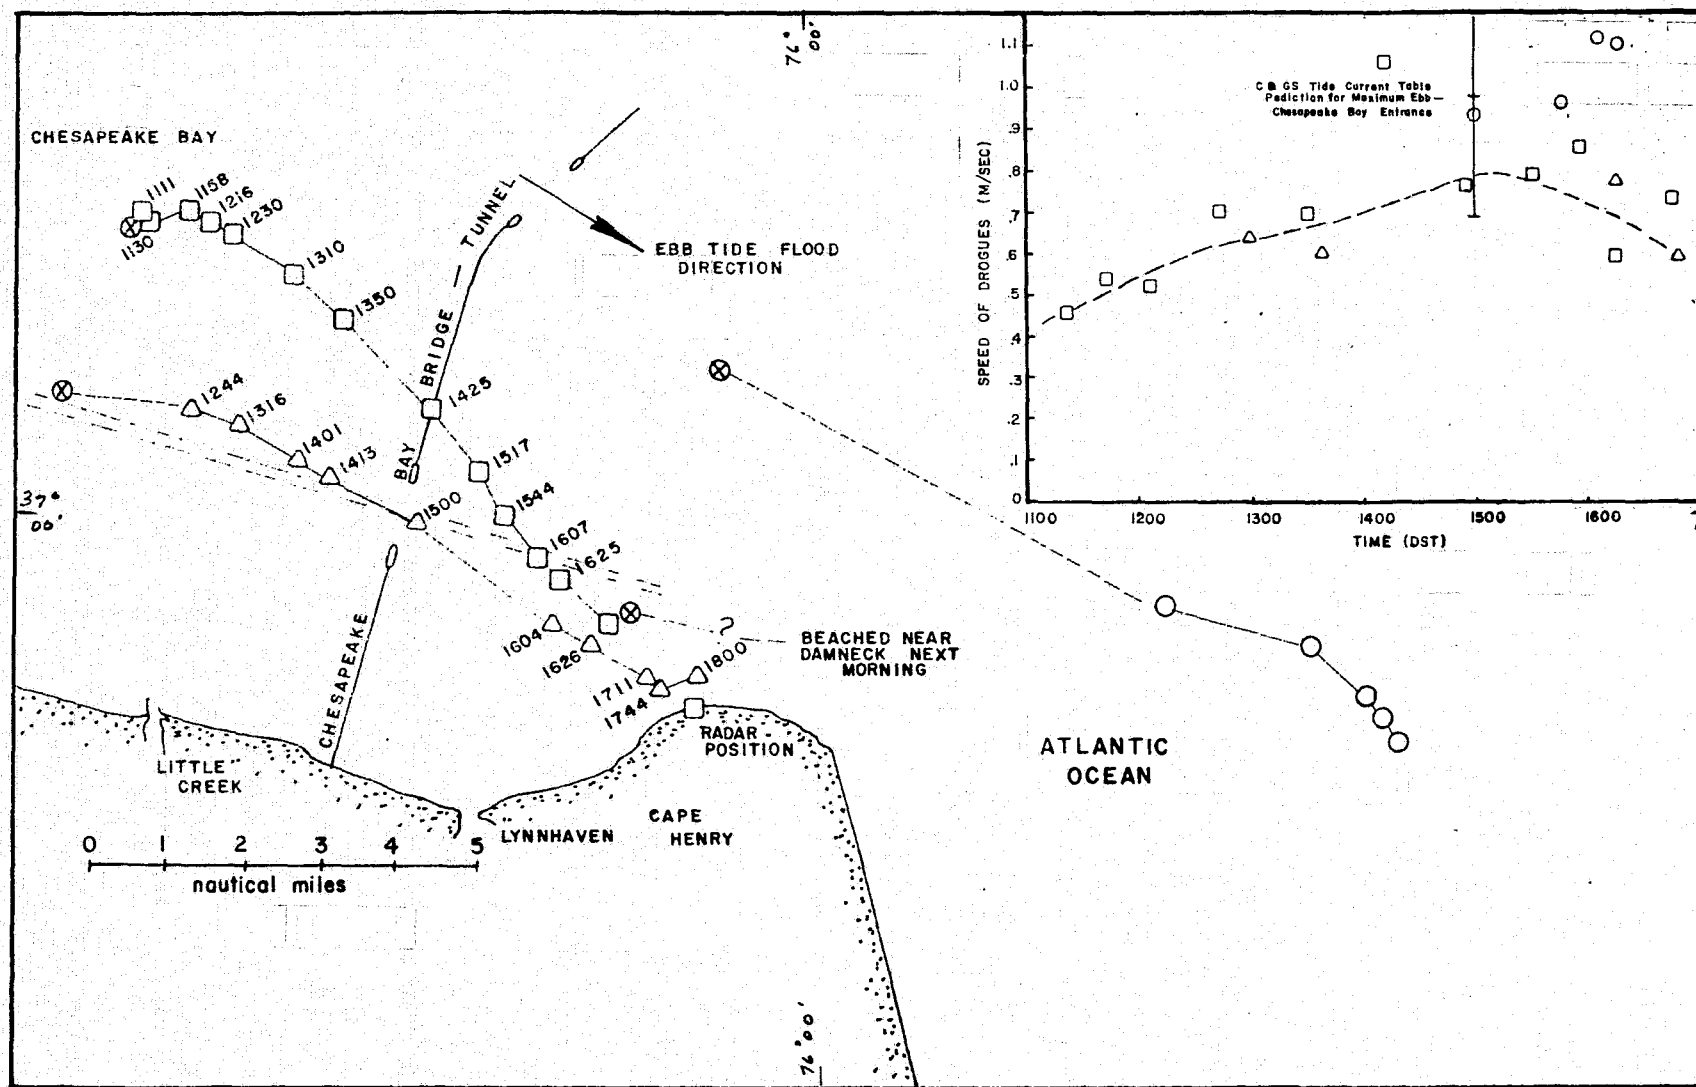 76° 00'
CHESAPEAKE BAY
1111
1158
1216
1230
1130
1310
1350
BAY BRIDGE — TUNNEL
EBB TIDE FLOOD
DIRECTION
1244
1316
1401
1413
1425
1500
1517
1544
1607
1625
37°
00'
1604
1626
1711
1744
1800
?
BEACHED NEAR
DAMNECK NEXT
MORNING
CHESAPEAKE
RADAR
POSITION
LITTLE
CREEK
LYNNHAVEN
CAPE
HENRY
ATLANTIC
OCEAN
0 1 2 3 4 5
nautical miles
76°00'
SPEED OF DROGUES (M/SEC)
1.1
1.0
.9
.8
.7
.6
.5
.4
.3
.2
.1
0
C & GS Tide Current Table
Pediction for Maximum Ebb
Chesapeake Bay Entrance
1100 1200 1300 1400 1500 1600
TIME (DST)